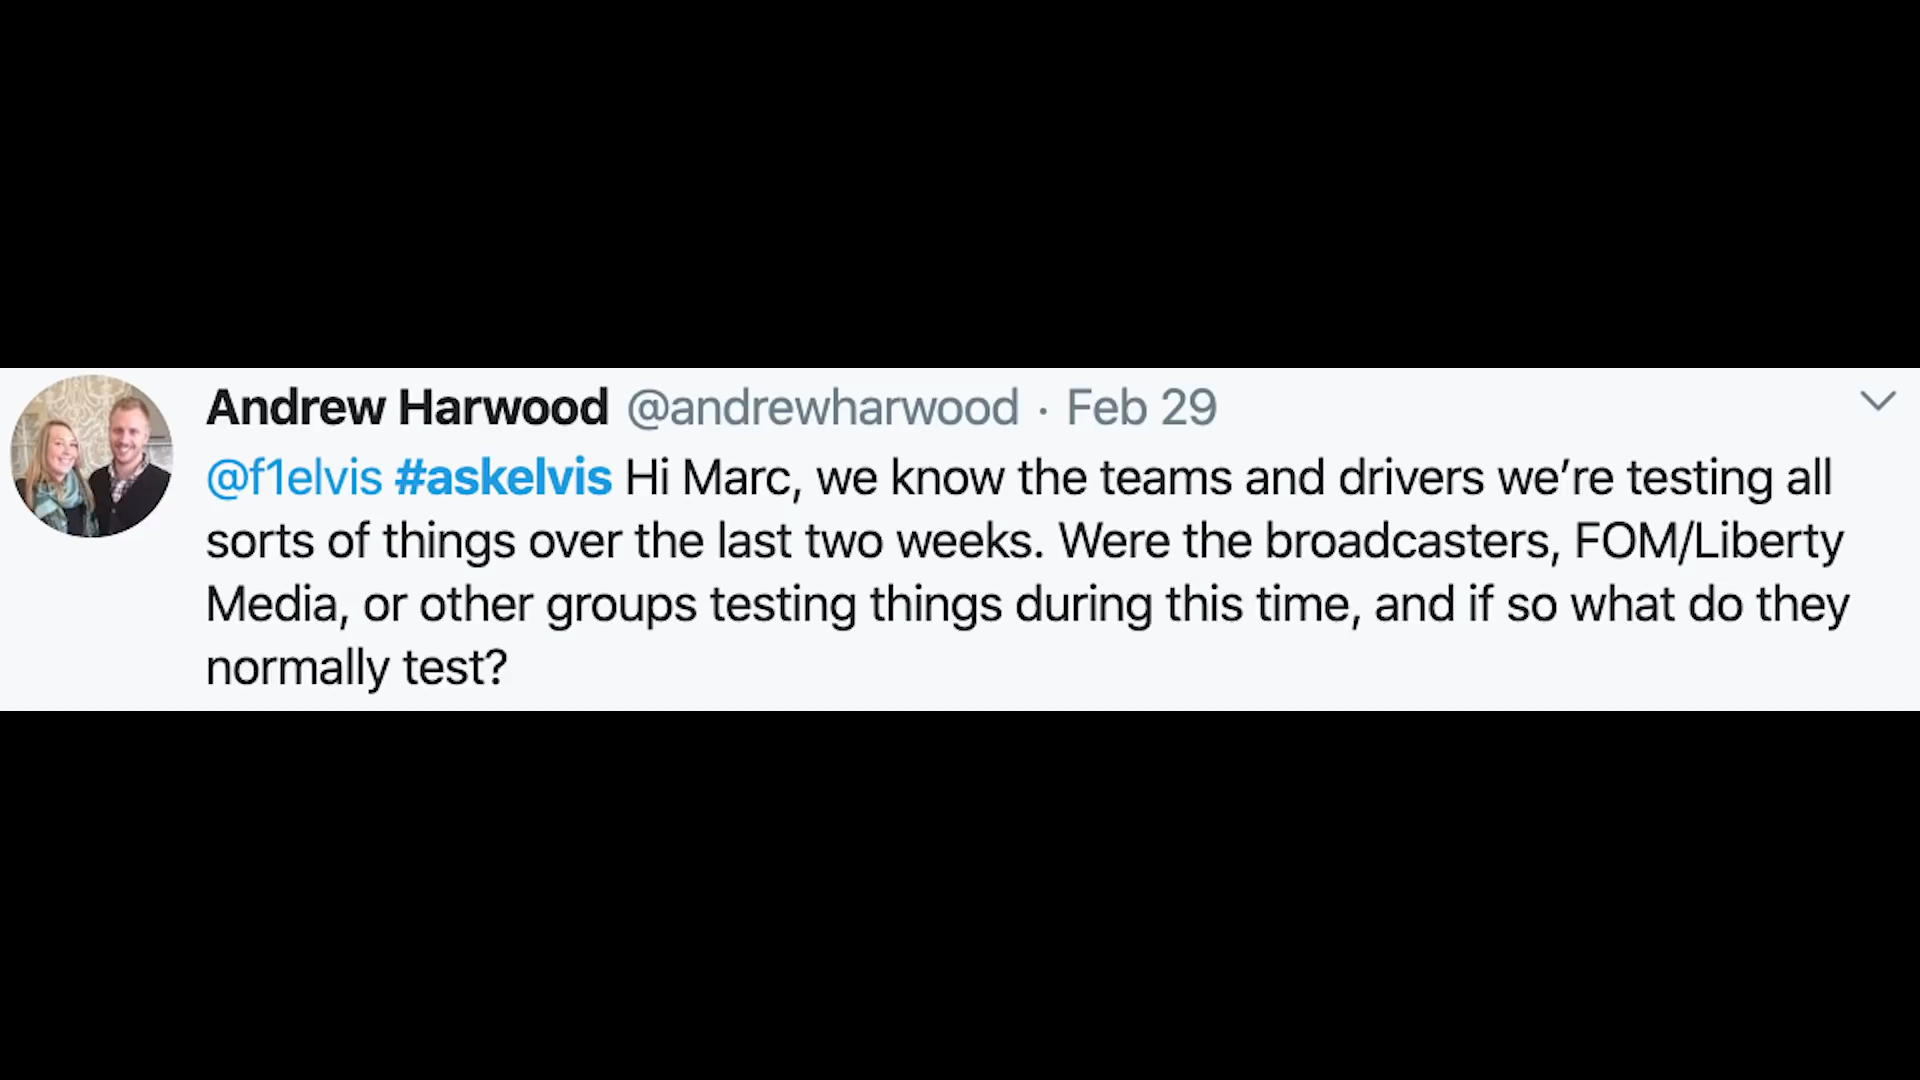 Andrew Harwood @andrewharwood · Feb 29
@f1elvis #askelvis Hi Marc, we know the teams and drivers we’re testing all
sorts of things over the last two weeks. Were the broadcasters, FOM/Liberty
Media, or other groups testing things during this time, and if so what do they
normally test?